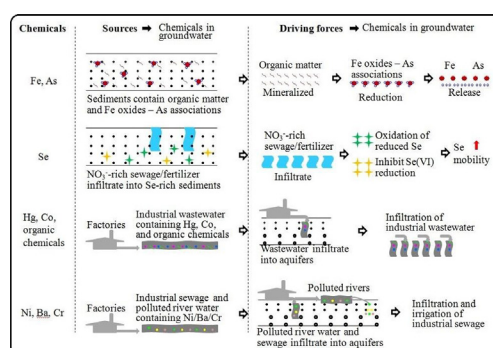 Chemicals
Sources Chemicals in
groundwater
Driving forces Chemicals in groundwater
Fe, As
Sediments contain organic matter
and Fe oxides – As associations
Organic matter
Mineralized
Fe oxides – As
associations
Reduction
Fe As
Release
Se
NO₃⁻-rich sewage/fertilizer
infiltrate into Se-rich sediments
NO₃⁻-rich
sewage/fertilizer
Infiltrate
Oxidation of
reduced Se
Inhibit Se(VI)
reduction
Se
mobility
Hg, Co,
organic
chemicals
Factories
Industrial wastewater
containing Hg, Co,
and organic chemicals
Wastewater infiltrate
into aquifers
Infiltration of
industrial wastewater
Ni, Ba, Cr
Factories
Industrial sewage and
polluted river water
containing Ni/Ba/Cr
Polluted rivers
Polluted river water and
sewage infiltrate into aquifers
Infiltration and
irrigation of
industrial sewage